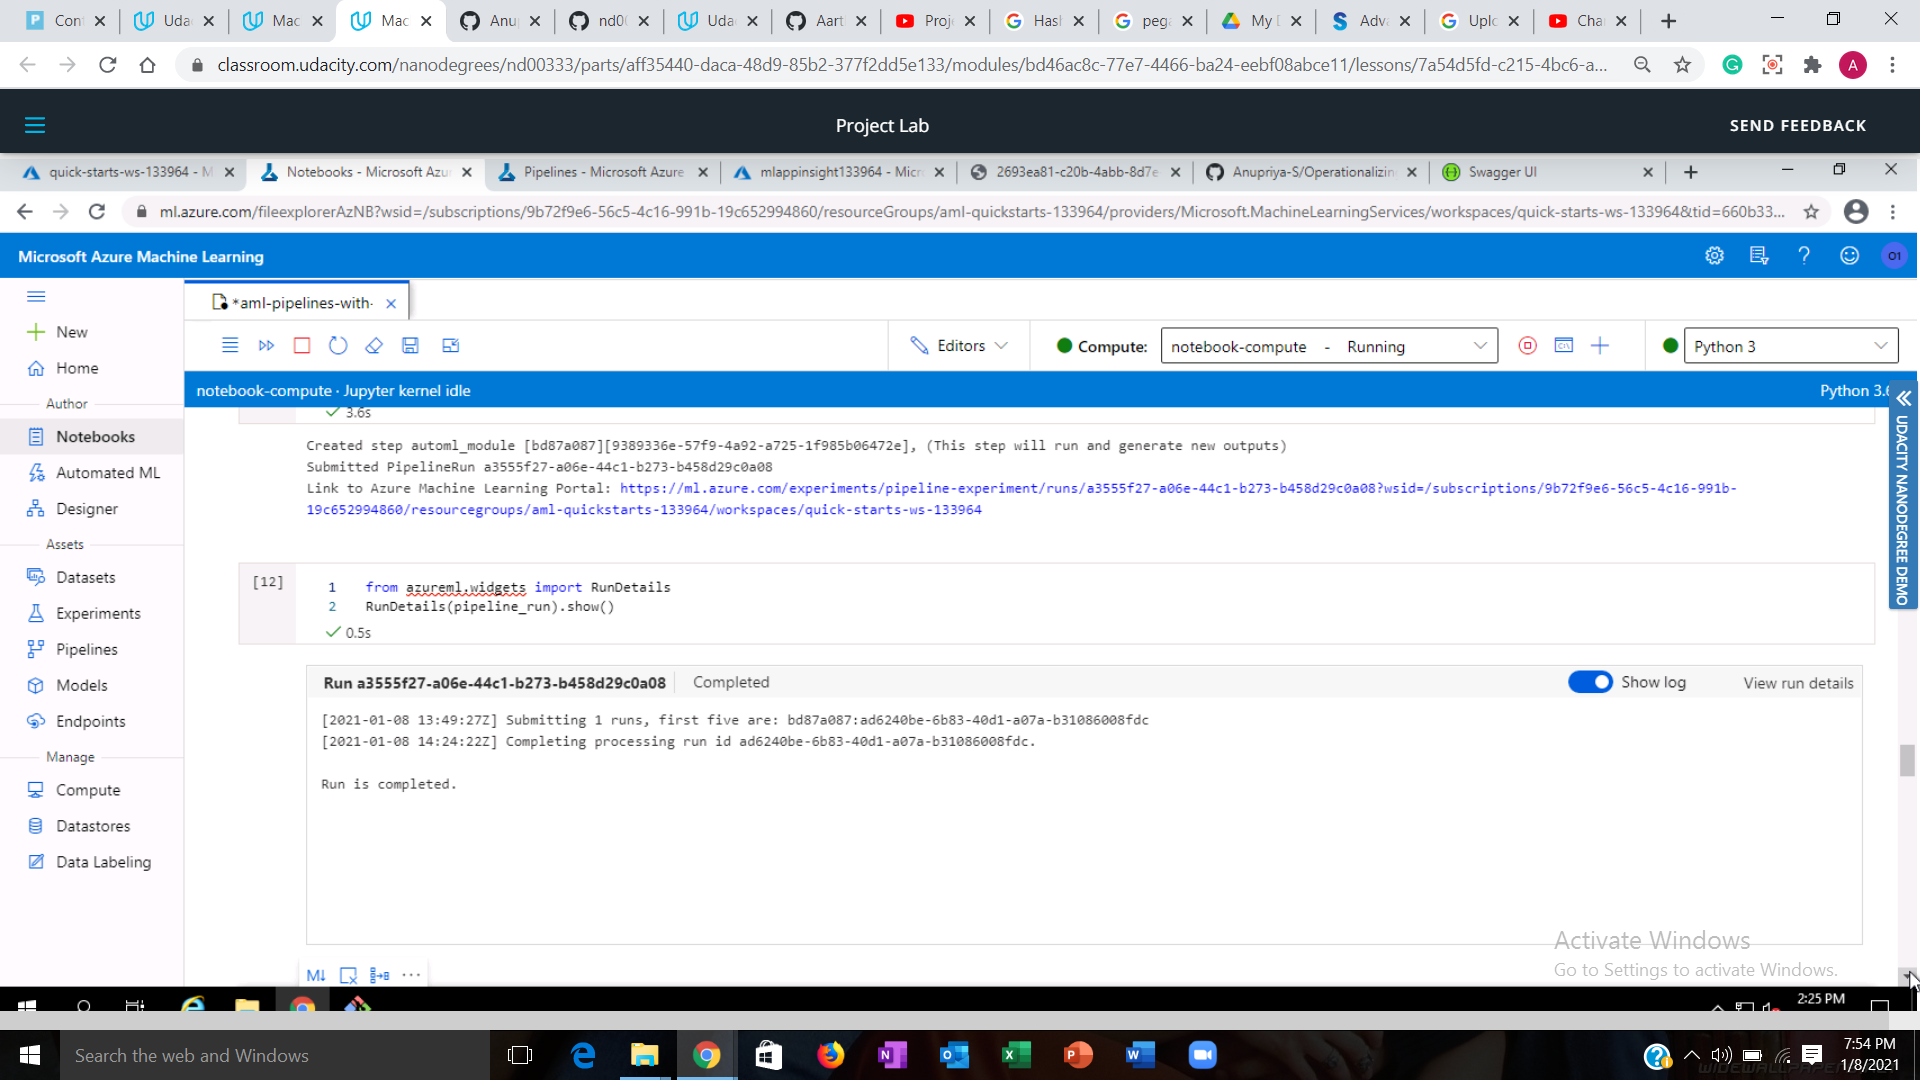 Con
Uda
Mac
Mac
Anu
nd0
Uda
Aart
Proj
Hasl
peg
My
Adv
Uplc
Cha
classroom.udacity.com/nanodegrees/nd00333/parts/aff35440-daca-48d9-85b2-377f2dd5e133/modules/bd46ac8c-77e7-4466-ba24-eebf08abce11/lessons/7a54d5fd-c215-4bc6-a...
A
Project Lab
SEND FEEDBACK
quick-starts-ws-133964 - M
Notebooks - Microsoft Azur
Pipelines - Microsoft Azure
mlappinsight133964 - Micr
2693ea81-c20b-4abb-8d7e
Anupriya-S/Operationalizin
Swagger UI
ml.azure.com/fileexplorerAzNB?wsid=/subscriptions/9b72f9e6-56c5-4c16-991b-19c652994860/resourceGroups/aml-quickstarts-133964/providers/Microsoft.MachineLearningServices/workspaces/quick-starts-ws-133964&tid=660b33...
Microsoft Azure Machine Learning
O1
*aml-pipelines-with-
New
Home
Author
Notebooks
Automated ML
Designer
Assets
Datasets
Experiments
Pipelines
Models
Endpoints
Manage
Compute
Datastores
Data Labeling
Editors
Compute:
notebook-compute - Running
Python 3
notebook-compute · Jupyter kernel idle
Python 3.6
UDACITY NANODEGREE DEMO
3.6s
Created step automl_module [bd87a087][9389336e-57f9-4a92-a725-1f985b06472e], (This step will run and generate new outputs)
Submitted PipelineRun a3555f27-a06e-44c1-b273-b458d29c0a08
Link to Azure Machine Learning Portal: https://ml.azure.com/experiments/pipeline-experiment/runs/a3555f27-a06e-44c1-b273-b458d29c0a08?wsid=/subscriptions/9b72f9e6-56c5-4c16-991b-
19c652994860/resourcegroups/aml-quickstarts-133964/workspaces/quick-starts-ws-133964
[12]
1 from azureml.widgets import RunDetails
2 RunDetails(pipeline_run).show()
0.5s
Run a3555f27-a06e-44c1-b273-b458d29c0a08
Completed
Show log
View run details
[2021-01-08 13:49:27Z] Submitting 1 runs, first five are: bd87a087:ad6240be-6b83-40d1-a07a-b31086008fdc
[2021-01-08 14:24:22Z] Completing processing run id ad6240be-6b83-40d1-a07a-b31086008fdc.
Run is completed.
Activate Windows
Go to Settings to activate Windows.
M↓
2:25 PM
Search the web and Windows
7:54 PM
1/8/2021